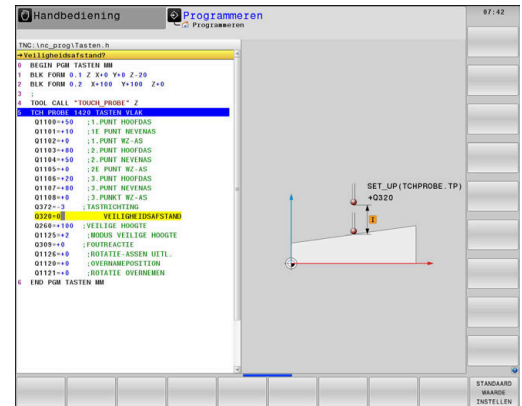 Handbediening
Programmeren
Programmeren
07:42
TNC:\nc_prog\Tasten.h
→Veiligheidsafstand?
0 BEGIN PGM TASTEN MM
1 BLK FORM 0.1 Z X+0 Y+0 Z-20
2 BLK FORM 0.2 X+100 Y+100 Z+0
3 ;
4 TOOL CALL "TOUCH_PROBE" Z
5 TCH PROBE 1420 TASTEN VLAK
Q1100=+50 ;1.PUNT HOOFDAS
Q1101=+10 ;1E PUNT NEVENAS
Q1102=+0 ;1.PUNT WZ-AS
Q1103=+80 ;2.PUNT HOOFDAS
Q1104=+50 ;2.PUNT NEVENAS
Q1105=+0 ;2E PUNT WZ-AS
Q1106=+20 ;3.PUNT HOOFDAS
Q1107=+80 ;3.PUNT NEVENAS
Q1108=+0 ;3.PUNKT WZ-AS
Q372=-3 ;TASTRICHTING
Q320=0 VEILIGHEIDSAFSTAND
Q260=+100 ;VEILIGE HOOGTE
Q1125=+2 ;MODUS VEILIGE HOOGTE
Q309=+0 ;FOUTREACTIE
Q1126=+0 ;ROTATIE-ASSEN UITL.
Q1120=+0 ;OVERNAMEPOSITION
Q1121=+0 ;ROTATIE OVERNEMEN
6 END PGM TASTEN MM
SET_UP(TCHPROBE.TP)
+Q320
I
STANDAARD
WAARDE
INSTELLEN